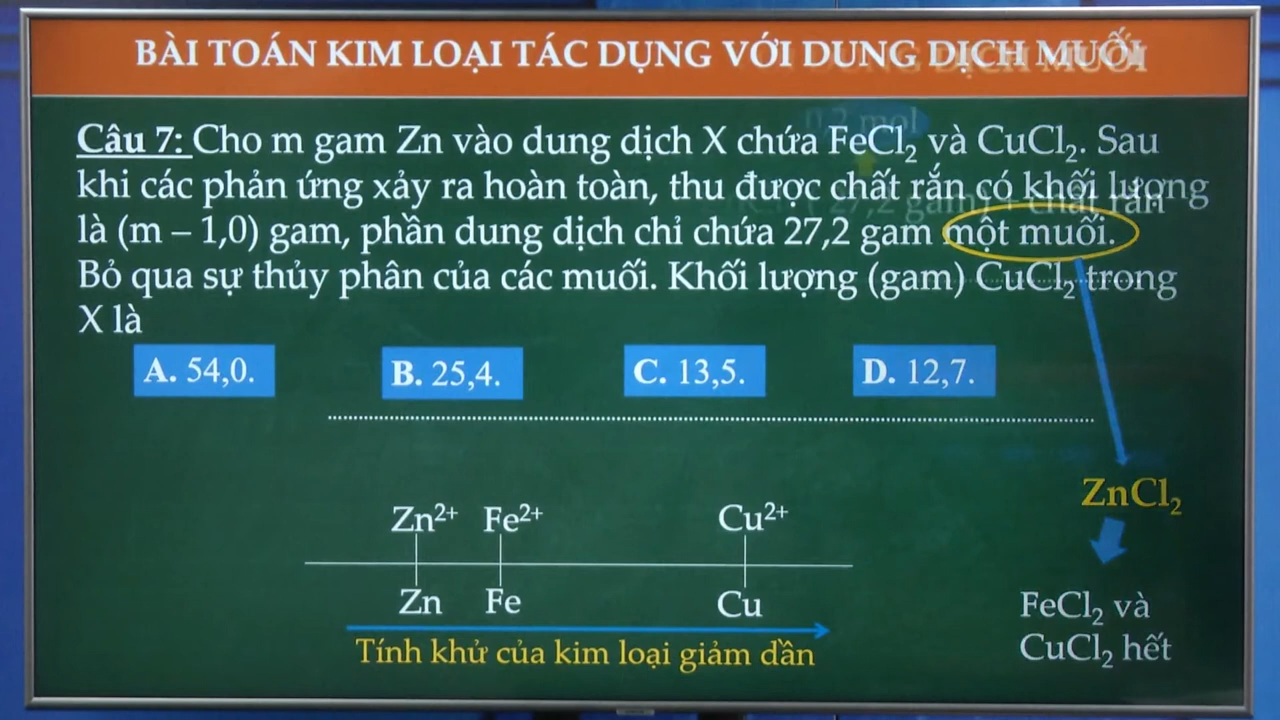 BÀI TOÁN KIM LOẠI TÁC DỤNG VỚI DUNG DỊCH MUỐI
Câu 7: Cho m gam Zn vào dung dịch X chứa FeCl₂ và CuCl₂. Sau
khi các phản ứng xảy ra hoàn toàn, thu được chất rắn có khối lượng
là (m – 1,0) gam, phần dung dịch chỉ chứa 27,2 gam một muối.
Bỏ qua sự thủy phân của các muối. Khối lượng (gam) CuCl₂ trong
X là
A. 54,0. B. 25,4. C. 13,5. D. 12,7.
ZnCl₂
Zn²⁺ Fe²⁺ Cu²⁺
Zn Fe Cu
Tính khử của kim loại giảm dần
FeCl₂ và
CuCl₂ hết